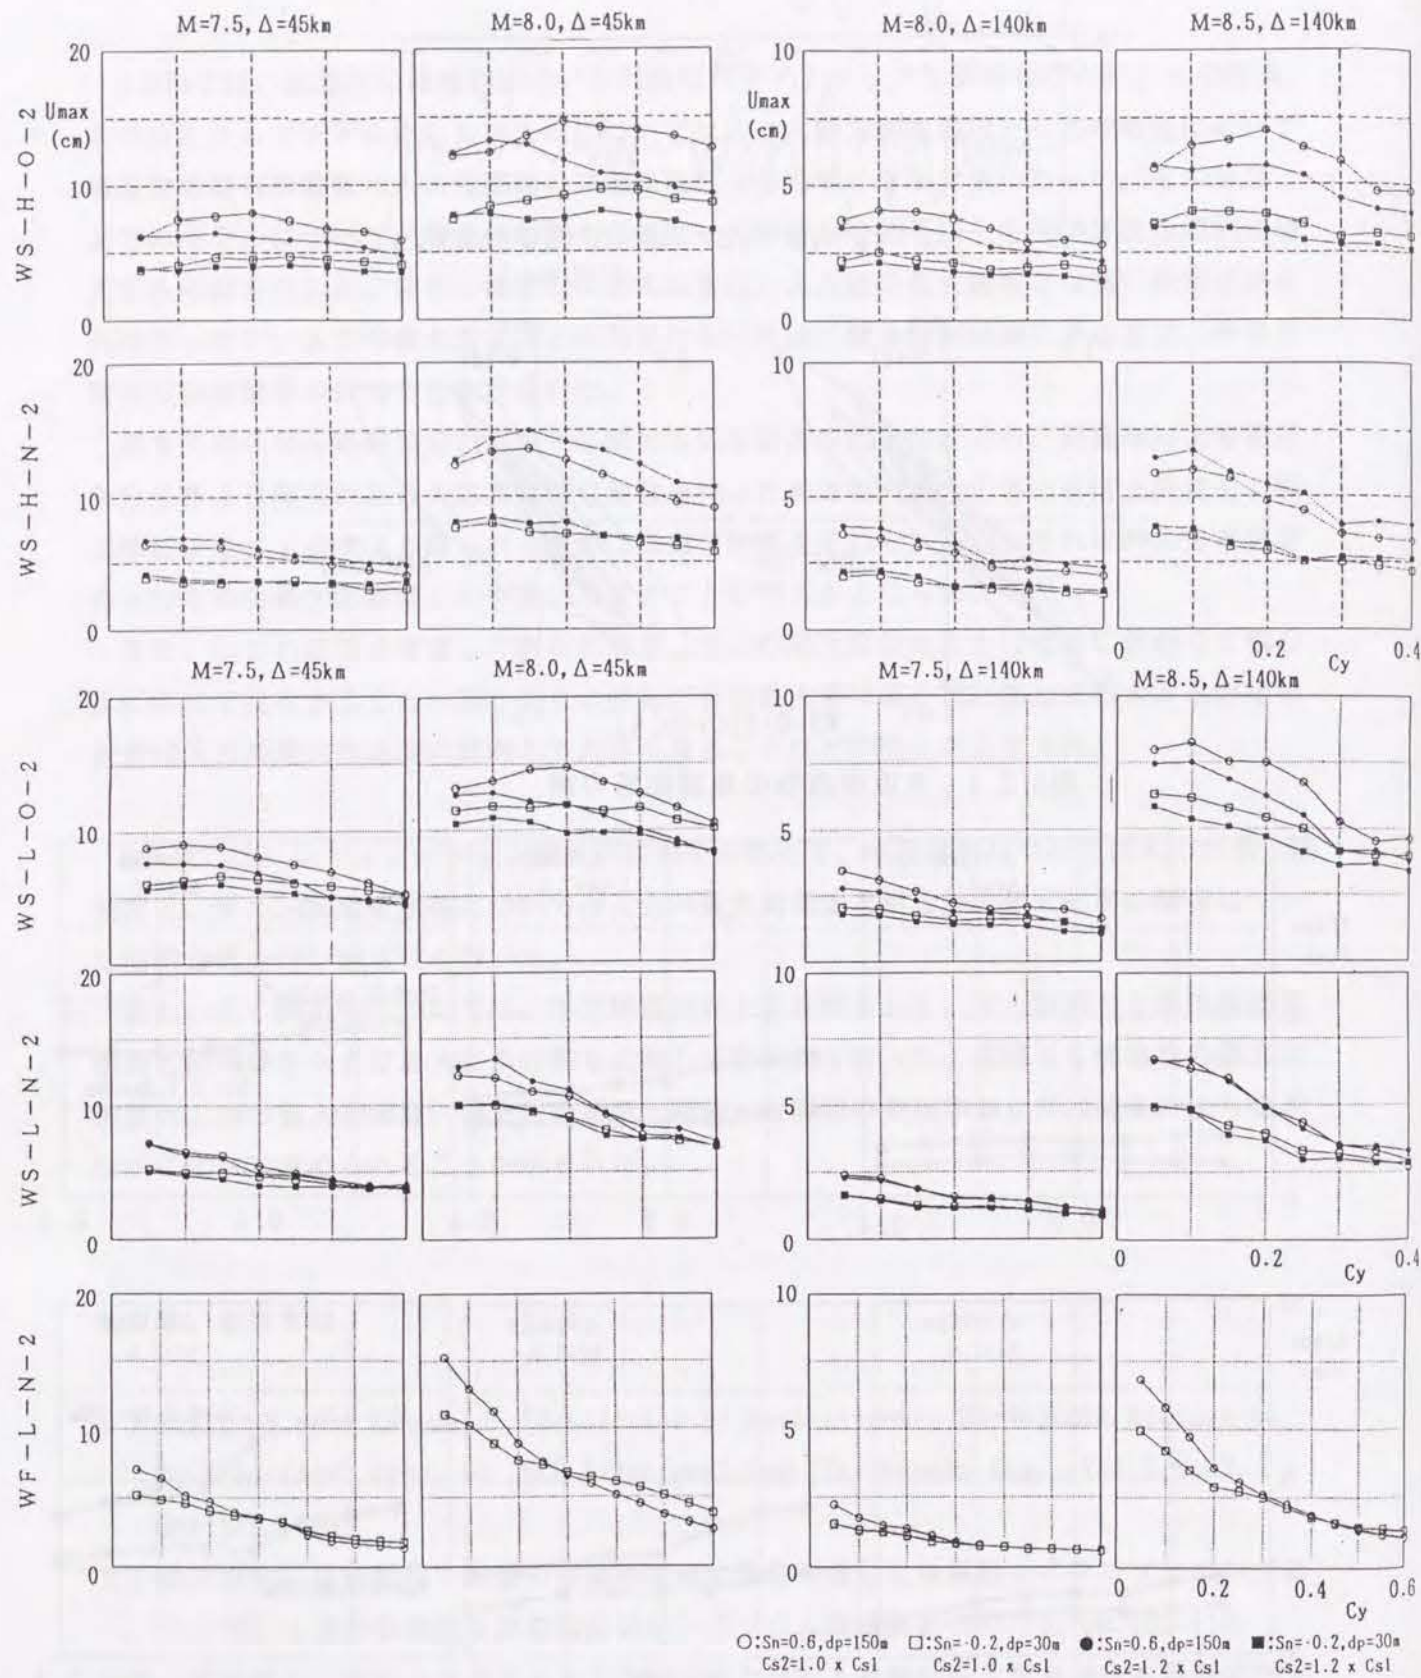 M=7.5, Δ=45km
M=8.0, Δ=45km
M=8.0, Δ=140km
M=8.5, Δ=140km
WS-H-O-2
20
Umax
(cm)
10
0
10
Umax
(cm)
5
0
WS-H-N-2
20
10
0
10
5
0
0
0.2
0.4
Cy
M=7.5, Δ=45km
M=8.0, Δ=45km
M=7.5, Δ=140km
M=8.5, Δ=140km
WS-L-O-2
20
10
0
10
5
0
WS-L-N-2
20
10
0
10
5
0
0
0.2
0.4
Cy
WF-L-N-2
20
10
0
10
5
0
0
0.2
0.4
0.6
Cy
○:Sn=0.6,dp=150m □:Sn=-0.2,dp=30m ●:Sn=0.6,dp=150m ■:Sn=-0.2,dp=30m
Cs2=1.0 x Cs1 Cs2=1.0 x Cs1 Cs2=1.2 x Cs1 Cs2=1.2 x Cs1